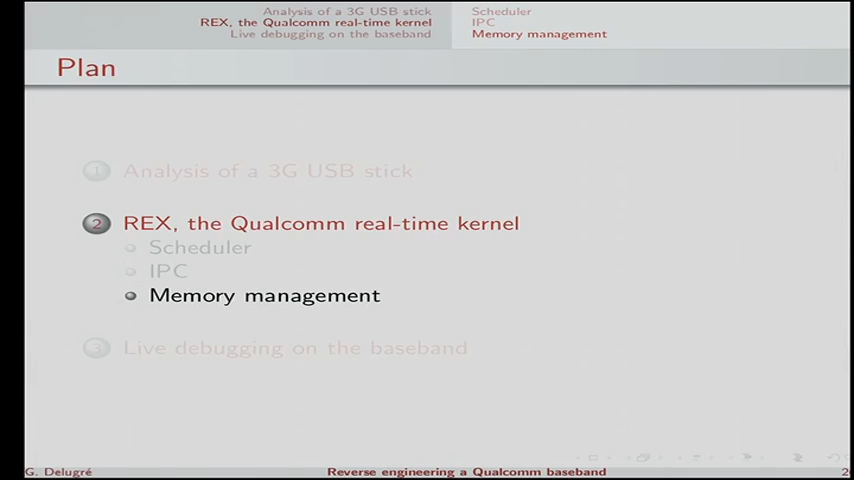 Analysis of a 3G USB stick
REX, the Qualcomm real-time kernel
Live debugging on the baseband
Scheduler
IPC
Memory management
Plan
1 Analysis of a 3G USB stick
2 REX, the Qualcomm real-time kernel
Scheduler
IPC
Memory management
3 Live debugging on the baseband
G. Delugré
Reverse engineering a Qualcomm baseband